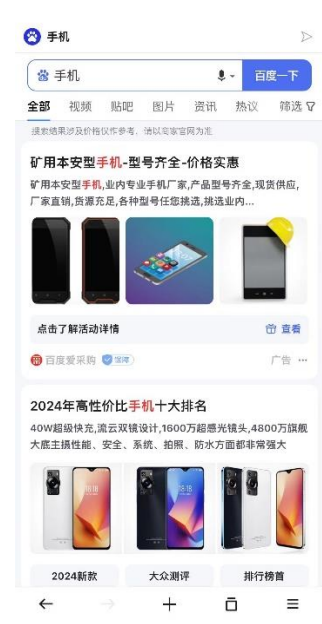 手机
手机
百度一下
全部 视频 贴吧 图片 资讯 热议 筛选
搜索结果涉及价格仅作参考，请以商家官网为准
矿用本安型手机-型号齐全-价格实惠
矿用本安型手机,业内专业手机厂家,产品型号齐全,现货供应,
厂家直销,货源充足,各种型号任您挑选,挑选业内...
点击了解活动详情 查看
百度爱采购 保障 广告
2024年高性价比手机十大排名
40W超级快充,流云双镜设计,1600万超感光镜头,4800万旗舰
大底主摄性能、安全、系统、拍照、防水方面都非常强大
2024新款 大众测评 排行榜首